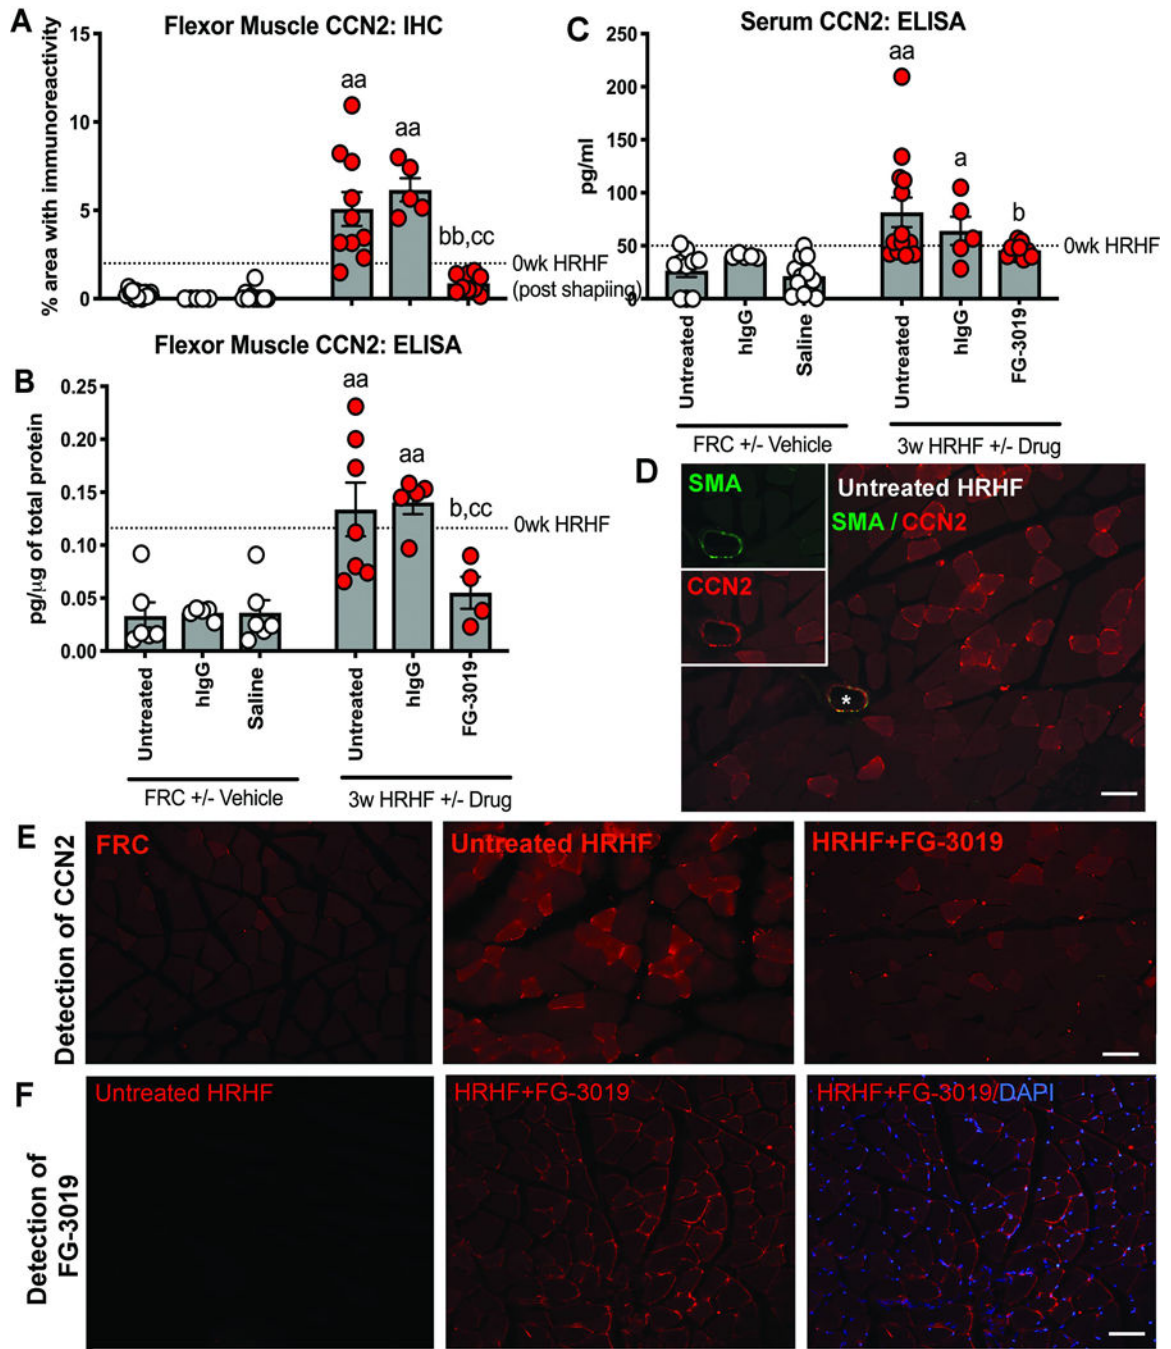 A
Flexor Muscle CCN2: IHC
% area with immunoreactivity
15
10
5
0
aa
aa
bb,cc
0wk HRHF
(post shapiing)
B
Flexor Muscle CCN2: ELISA
pg/µg of total protein
0.25
0.20
0.15
0.10
0.05
0.00
aa
aa
b,cc
0wk HRHF
Untreated
hIgG
Saline
Untreated
hIgG
FG-3019
FRC +/- Vehicle
3w HRHF +/- Drug
C
Serum CCN2: ELISA
pg/ml
250
200
150
100
50
0
aa
a
b
0wk HRHF
Untreated
hIgG
Saline
Untreated
hIgG
FG-3019
FRC +/- Vehicle
3w HRHF +/- Drug
D
SMA
CCN2
Untreated HRHF
SMA / CCN2
*
E
Detection of CCN2
FRC
Untreated HRHF
HRHF+FG-3019
F
Detection of
FG-3019
Untreated HRHF
HRHF+FG-3019
HRHF+FG-3019/DAPI